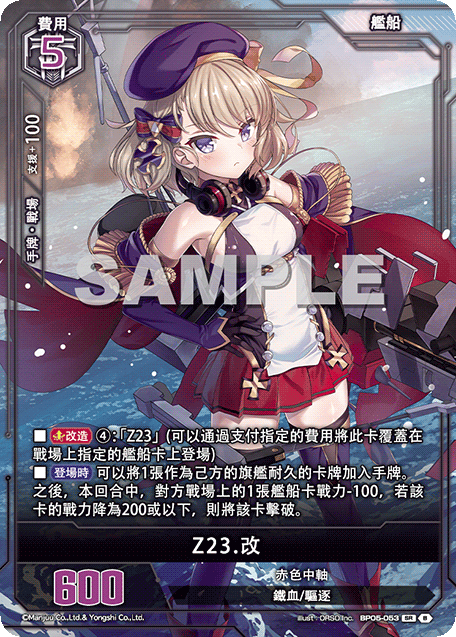 費用
5
艦船
手牌・戰場 / 支援+100
SAMPLE
■ 改造 ④:「Z23」(可以通過支付指定的費用將此卡覆蓋在
戰場上指定的艦船卡上登場)
■ 登場時 可以將1張作為己方的旗艦耐久的卡牌加入手牌。
之後，本回合中，對方戰場上的1張艦船卡戰力-100，若該
卡的戰力降為200或以下，則將該卡擊破。
Z23.改
600
赤色中軸
鐵血/驅逐
©Manjuu Co.,Ltd.& Yongshi Co.,Ltd. illust：DRSG,Inc. BP05-053 SR